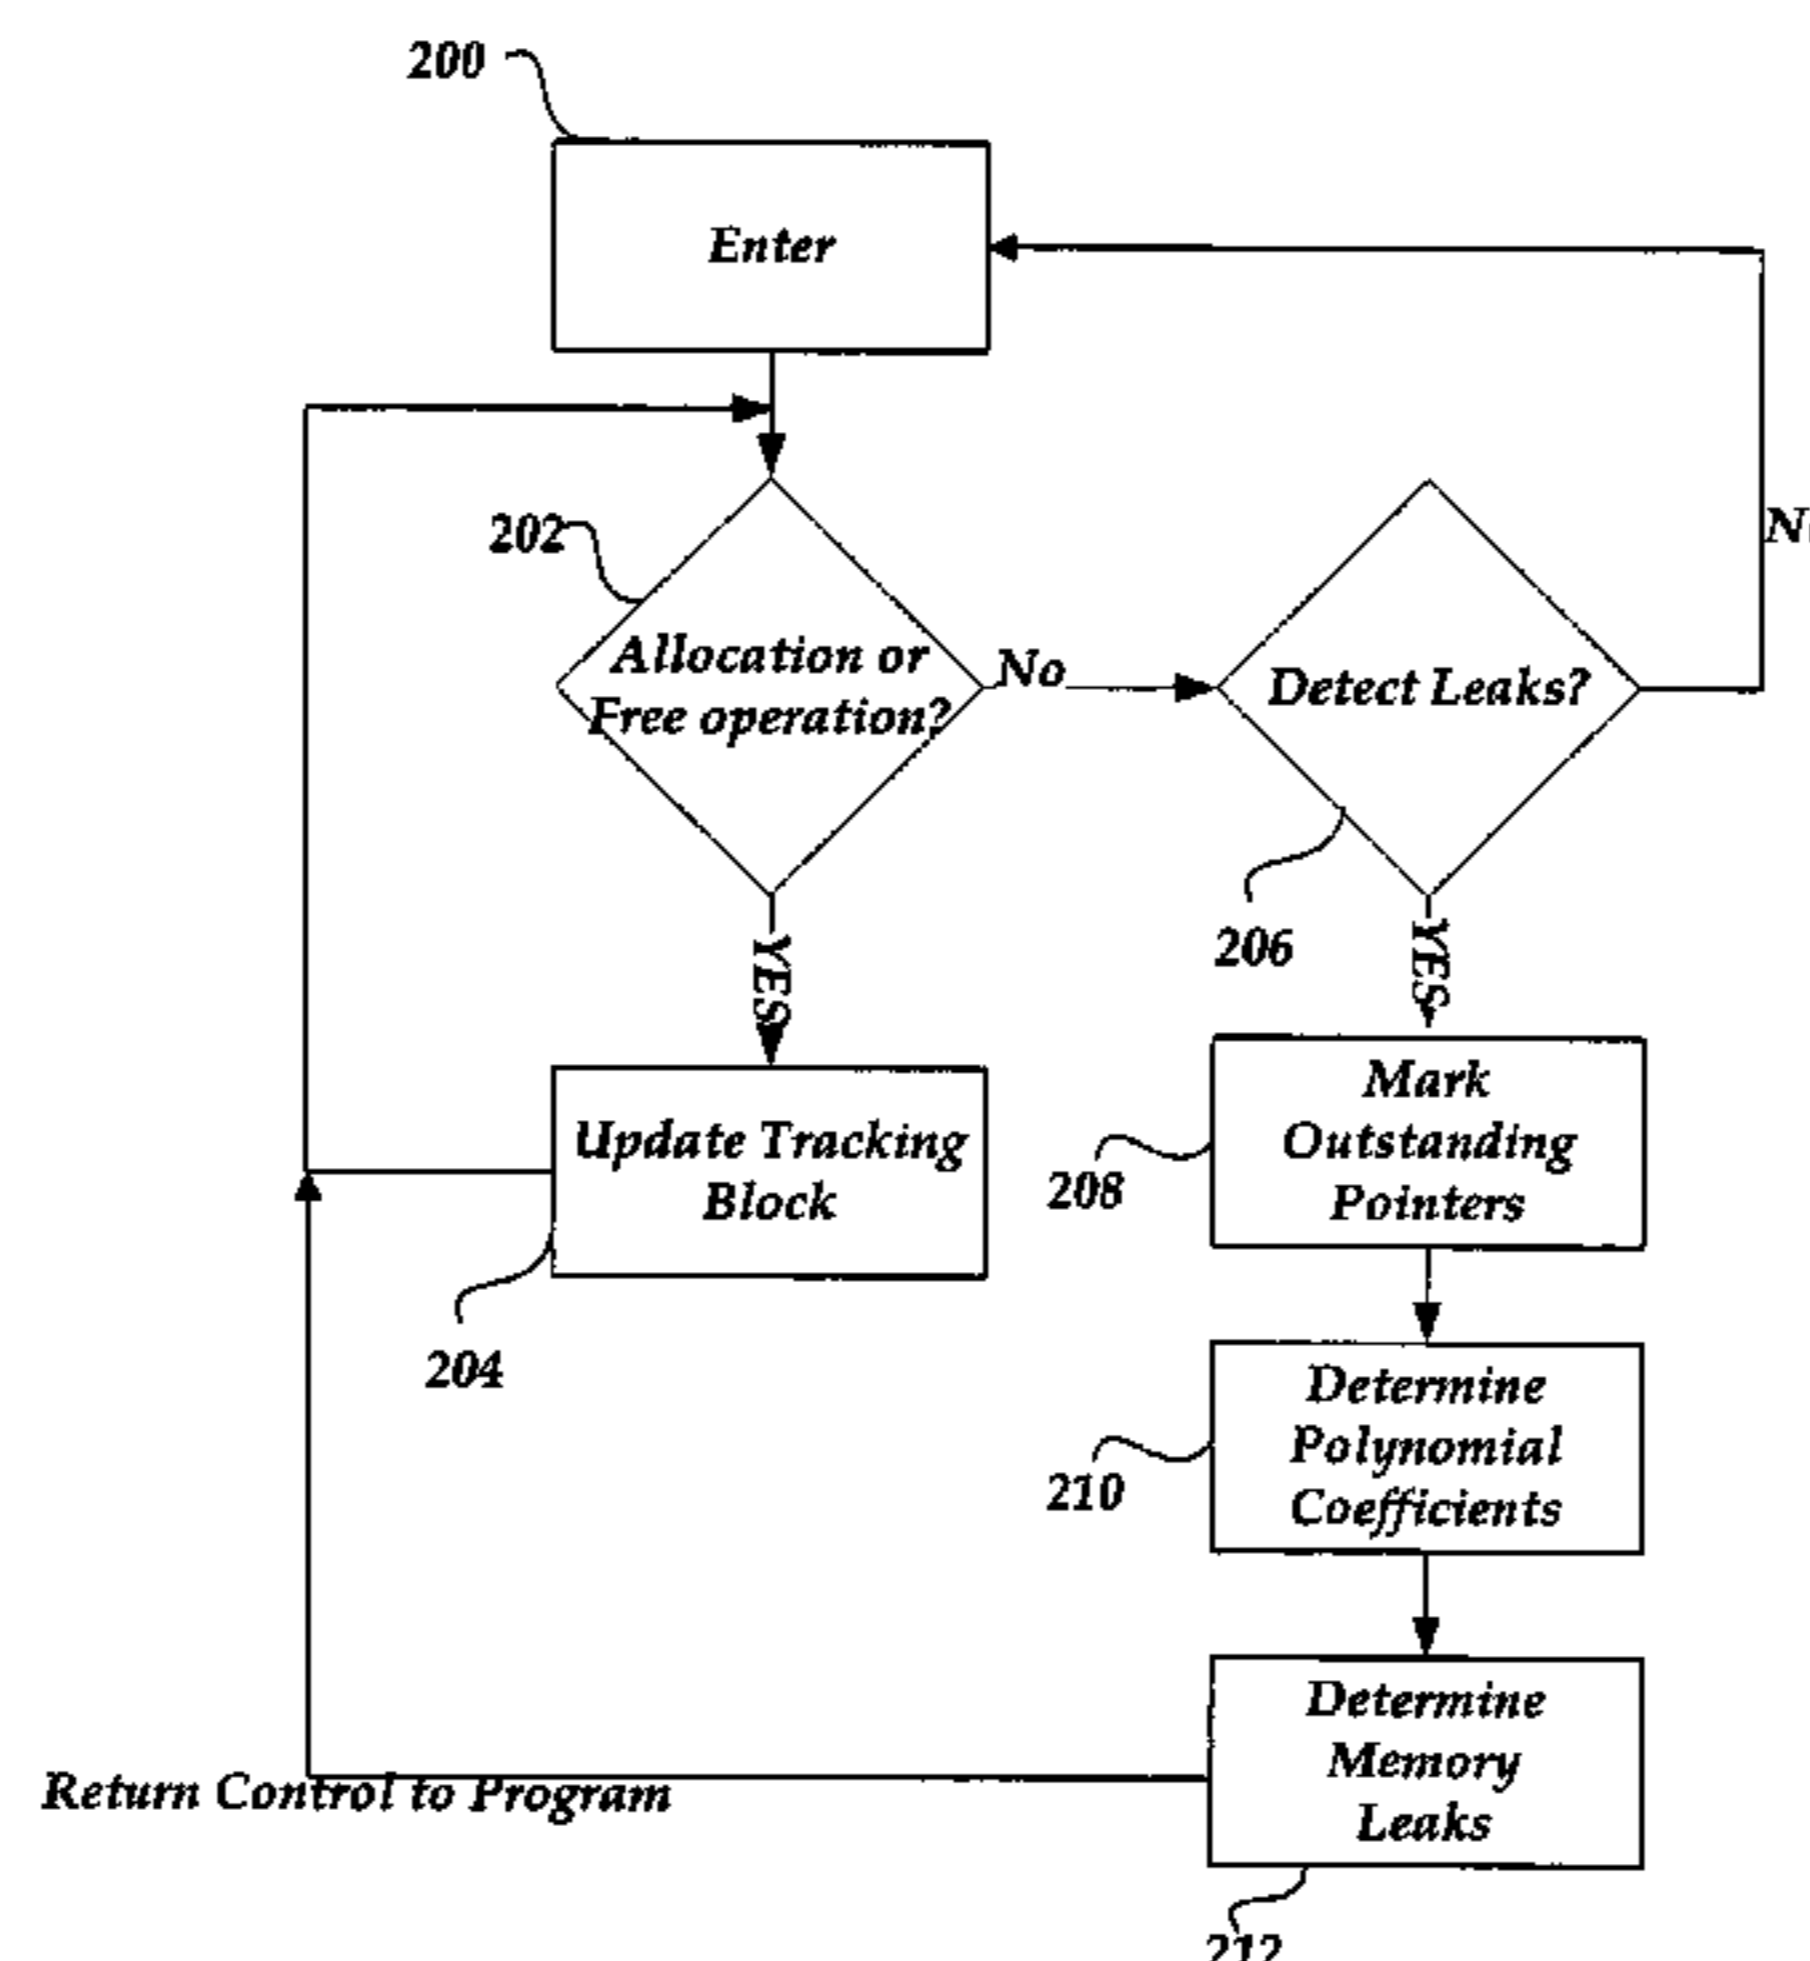 200
Enter
202
Allocation or
Free operation?
No
Detect Leaks?
206
YES
YES
Update Tracking
Block
204
Mark
Outstanding
Pointers
208
Determine
Polynomial
Coefficients
210
Determine
Memory
Leaks
Return Control to Program
212